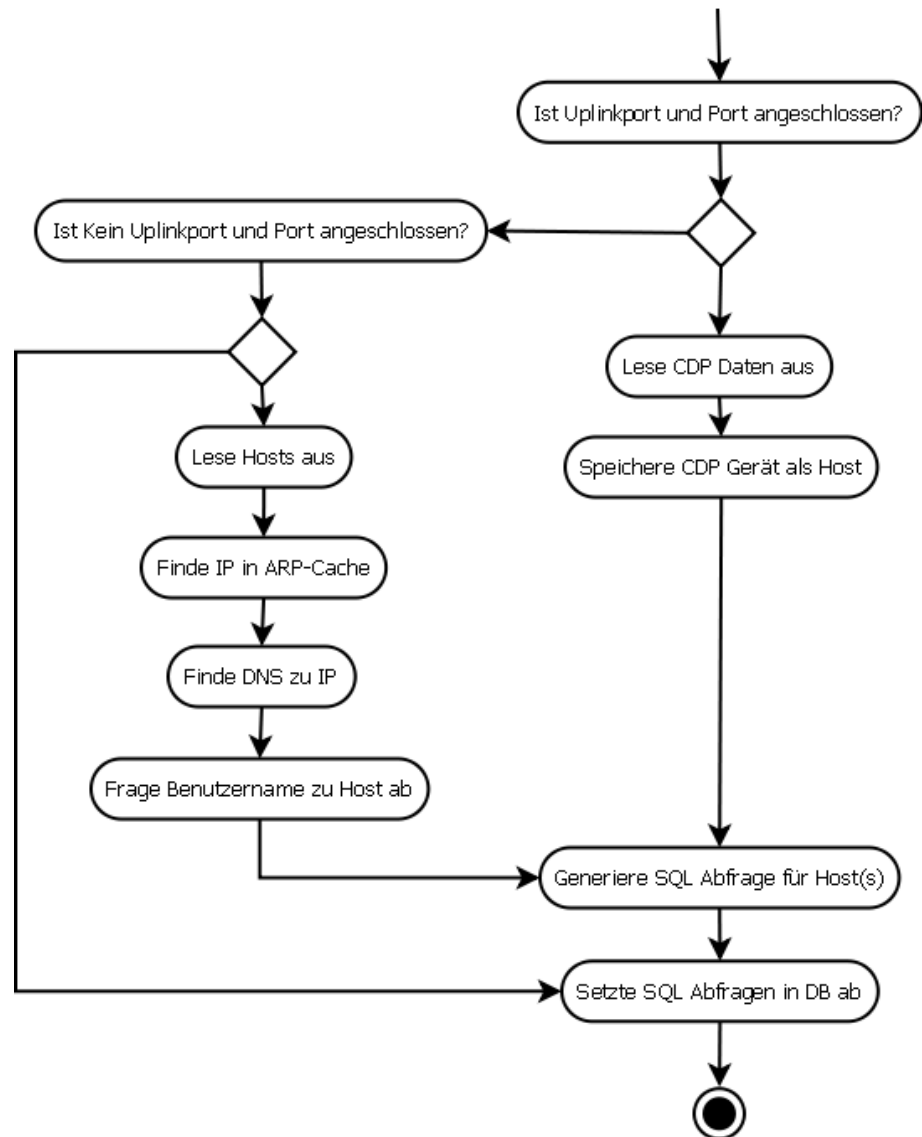 Ist Uplinkport und Port angeschlossen?
Ist Kein Uplinkport und Port angeschlossen?
Lese CDP Daten aus
Lese Hosts aus
Speichere CDP Gerät als Host
Finde IP in ARP-Cache
Finde DNS zu IP
Frage Benutzername zu Host ab
Generiere SQL Abfrage für Host(s)
Setzte SQL Abfragen in DB ab